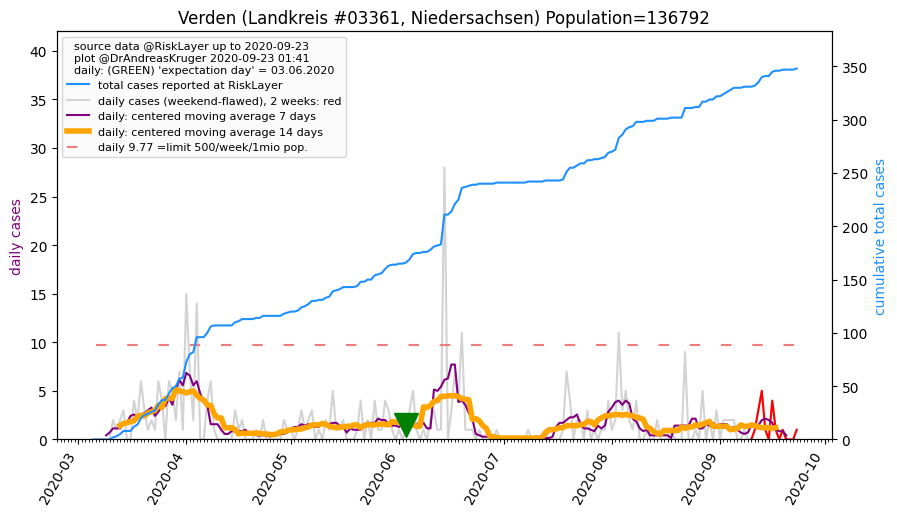 Verden (Landkreis #03361, Niedersachsen) Population=136792
source data @RiskLayer up to 2020-09-23
plot @DrAndreasKruger 2020-09-23 01:41
daily: (GREEN) 'expectation day' = 03.06.2020
total cases reported at RiskLayer
daily cases (weekend-flawed), 2 weeks: red
daily: centered moving average 7 days
daily: centered moving average 14 days
daily 9.77 =limit 500/week/1mio pop.
daily cases
40
35
30
25
20
15
10
5
0
cumulative total cases
350
300
250
200
150
100
50
0
2020-03
2020-04
2020-05
2020-06
2020-07
2020-08
2020-09
2020-10